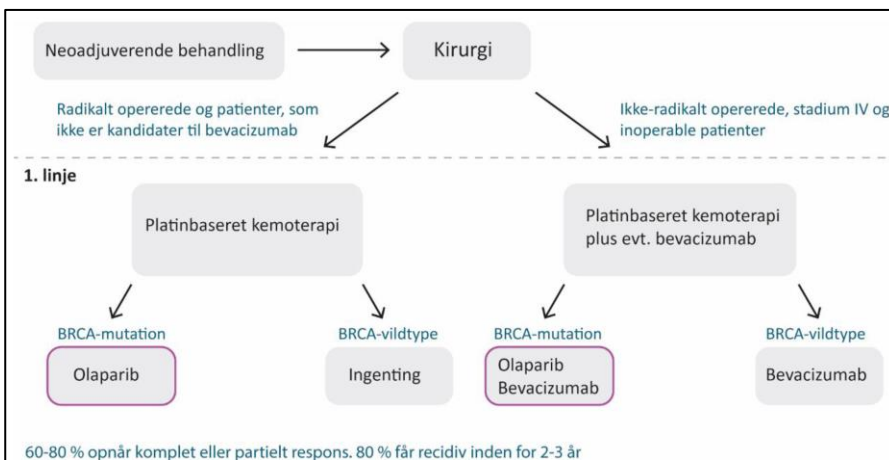 Neoadjuverende behandling
Kirurgi
Radikalt opererede og patienter, som
ikke er kandidater til bevacizumab
Ikke-radikalt opererede, stadium IV og
inoperable patienter
1. linje
Platinbaseret kemoterapi
Platinbaseret kemoterapi
plus evt. bevacizumab
BRCA-mutation
BRCA-vildtype
BRCA-mutation
BRCA-vildtype
Olaparib
Ingenting
Olaparib
Bevacizumab
Bevacizumab
60-80 % opnår komplet eller partielt respons. 80 % får recidiv inden for 2-3 år